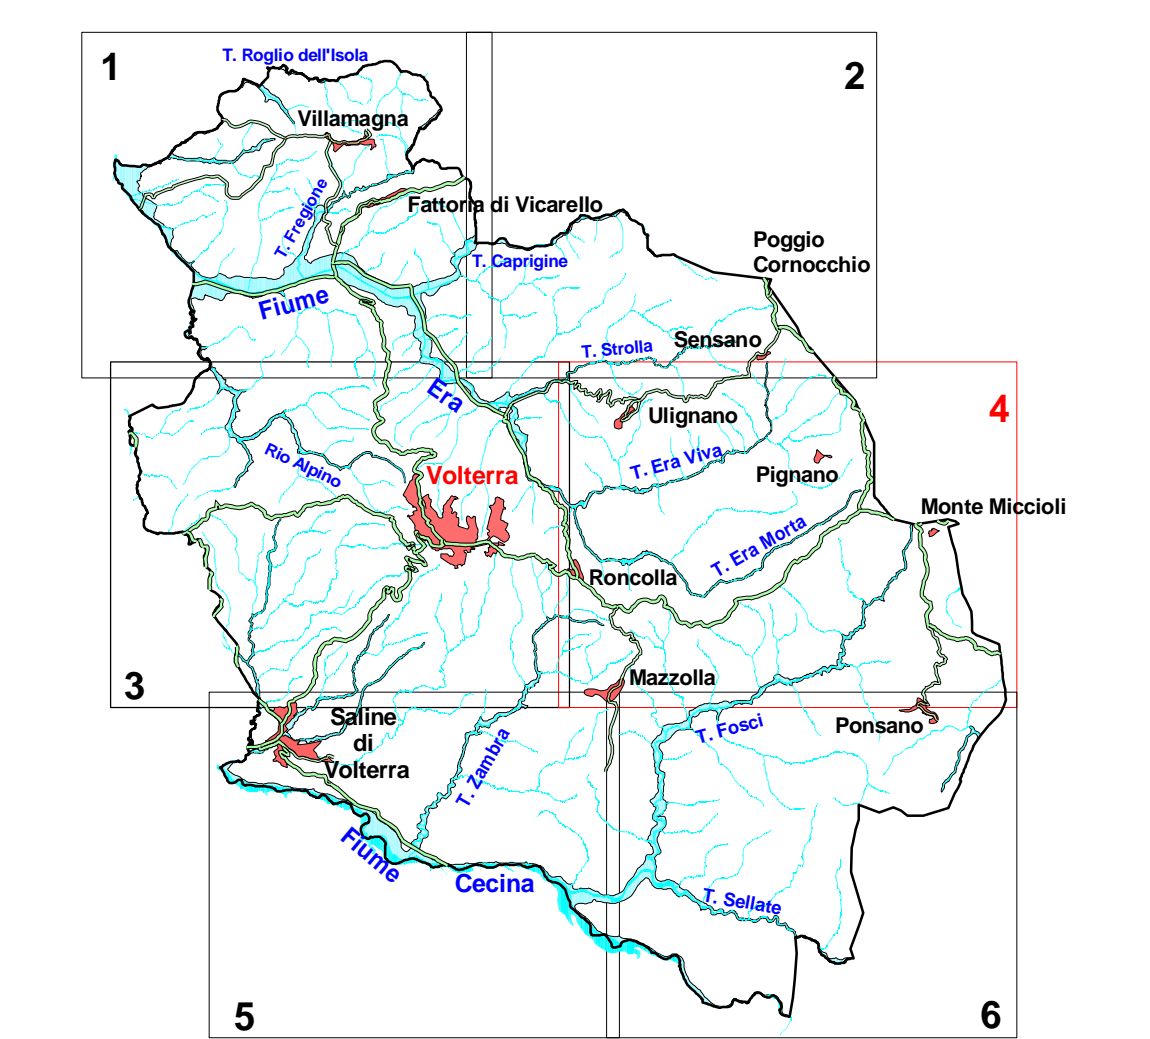 T. Roglio dell'Isola
1
2
Villamagna
T. Fregione
Fattoria di Vicarello
Poggio
Cornocchio
T. Caprigine
Fiume
Sensano
T. Strolla
Era
4
Ulignano
Rio Alpino
Volterra
T. Era Viva
Pignano
Monte Miccioli
T. Era Morta
Roncolla
3
Mazzolla
Saline
di
Volterra
T. Zambra
T. Fosci
Ponsano
Fiume
Cecina
T. Sellate
5
6